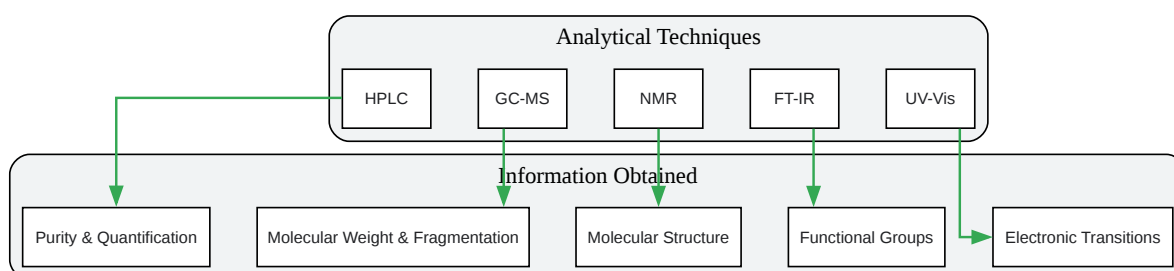 Analytical Techniques
HPLC
GC-MS
NMR
FT-IR
UV-Vis
Information Obtained
Purity & Quantification
Molecular Weight & Fragmentation
Molecular Structure
Functional Groups
Electronic Transitions